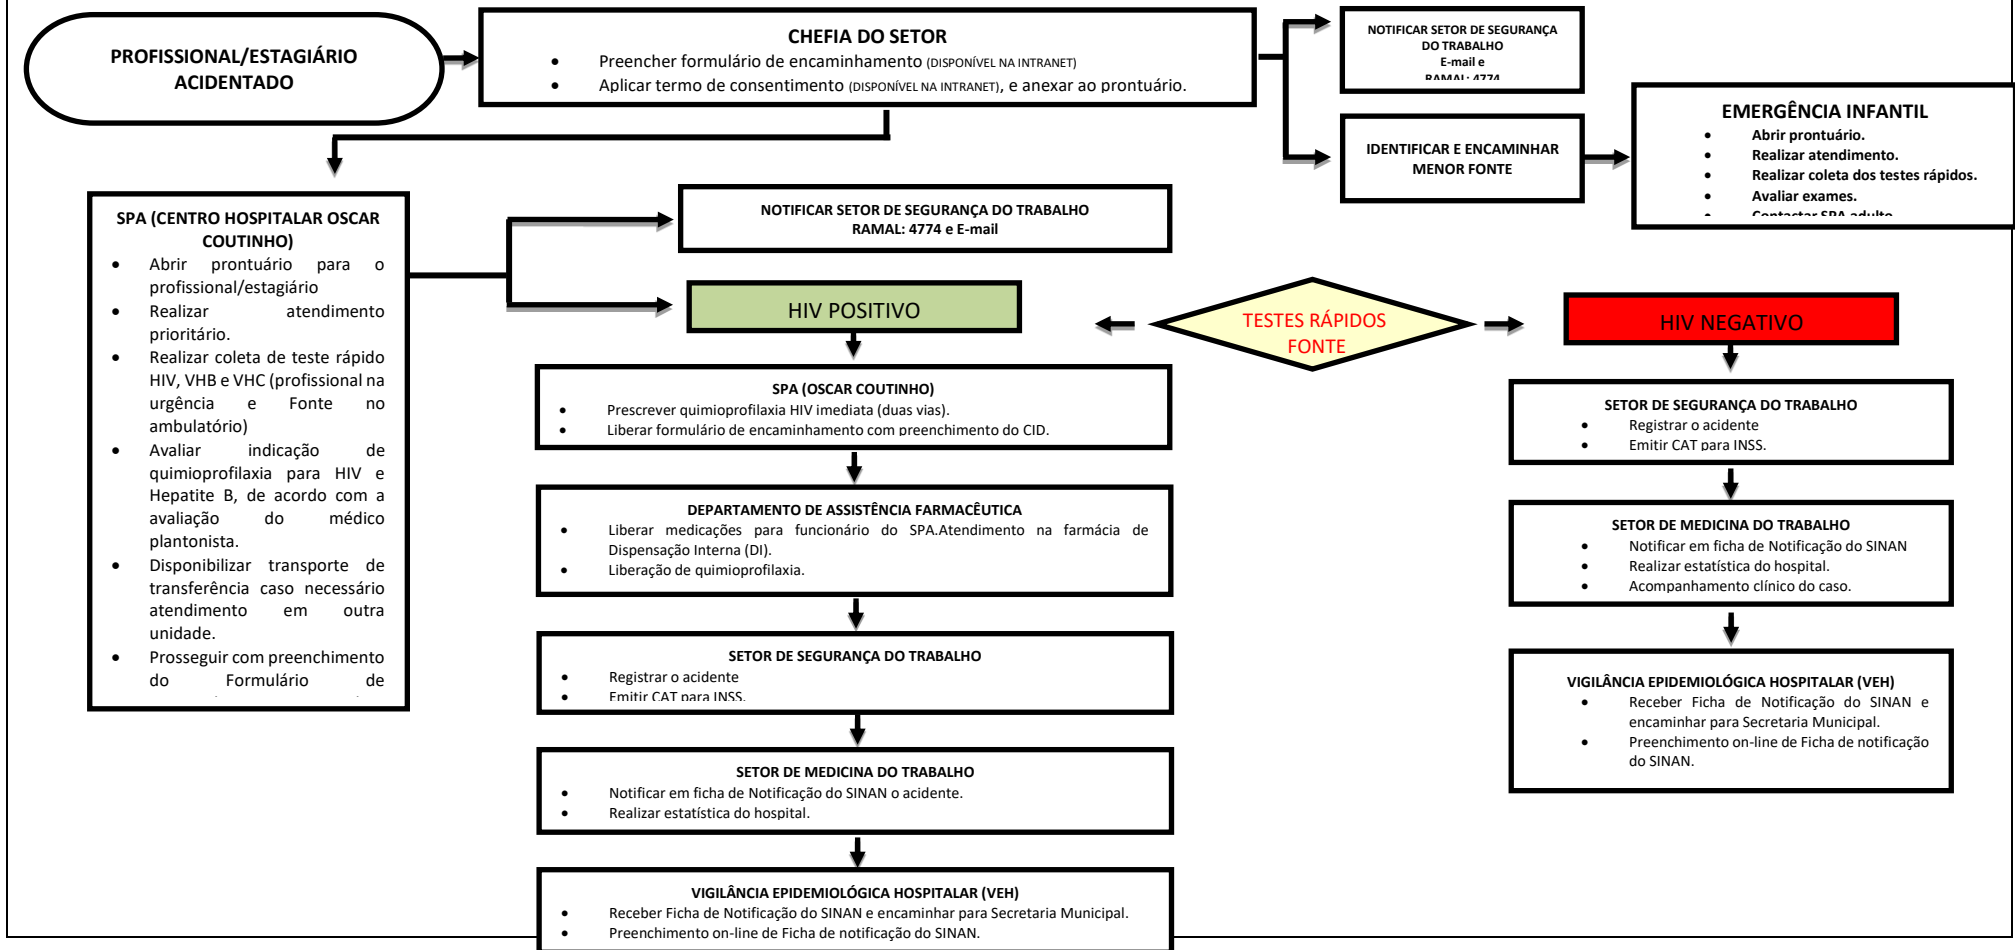 PROFISSIONAL/ESTAGIÁRIO
ACIDENTADO
CHEFIA DO SETOR
• Preencher formulário de encaminhamento (DISPONÍVEL NA INTRANET)
• Aplicar termo de consentimento (DISPONÍVEL NA INTRANET), e anexar ao prontuário.
NOTIFICAR SETOR DE SEGURANÇA
DO TRABALHO
E-mail e
RAMAL: 4774
IDENTIFICAR E ENCAMINHAR
MENOR FONTE
EMERGÊNCIA INFANTIL
• Abrir prontuário.
• Realizar atendimento.
• Realizar coleta dos testes rápidos.
• Avaliar exames.
• Contactar SPA adulto
SPA (CENTRO HOSPITALAR OSCAR
COUTINHO)
• Abrir prontuário para o
profissional/estagiário
• Realizar atendimento
prioritário.
• Realizar coleta de teste rápido
HIV, VHB e VHC (profissional na
urgência e Fonte no
ambulatório)
• Avaliar indicação de
quimioprofilaxia para HIV e
Hepatite B, de acordo com a
avaliação do médico
plantonista.
• Disponibilizar transporte de
transferência caso necessário
atendimento em outra
unidade.
• Prosseguir com preenchimento
do Formulário de
NOTIFICAR SETOR DE SEGURANÇA DO TRABALHO
RAMAL: 4774 e E-mail
HIV POSITIVO
TESTES RÁPIDOS
FONTE
HIV NEGATIVO
SPA (OSCAR COUTINHO)
• Prescrever quimioprofilaxia HIV imediata (duas vias).
• Liberar formulário de encaminhamento com preenchimento do CID.
DEPARTAMENTO DE ASSISTÊNCIA FARMACÊUTICA
• Liberar medicações para funcionário do SPA.Atendimento na farmácia de
Dispensação Interna (DI).
• Liberação de quimioprofilaxia.
SETOR DE SEGURANÇA DO TRABALHO
• Registrar o acidente
• Emitir CAT para INSS.
SETOR DE MEDICINA DO TRABALHO
• Notificar em ficha de Notificação do SINAN o acidente.
• Realizar estatística do hospital.
VIGILÂNCIA EPIDEMIOLÓGICA HOSPITALAR (VEH)
• Receber Ficha de Notificação do SINAN e encaminhar para Secretaria Municipal.
• Preenchimento on-line de Ficha de notificação do SINAN.
SETOR DE SEGURANÇA DO TRABALHO
• Registrar o acidente
• Emitir CAT para INSS.
SETOR DE MEDICINA DO TRABALHO
• Notificar em ficha de Notificação do SINAN
• Realizar estatística do hospital.
• Acompanhamento clínico do caso.
VIGILÂNCIA EPIDEMIOLÓGICA HOSPITALAR (VEH)
• Receber Ficha de Notificação do SINAN e
encaminhar para Secretaria Municipal.
• Preenchimento on-line de Ficha de notificação
do SINAN.